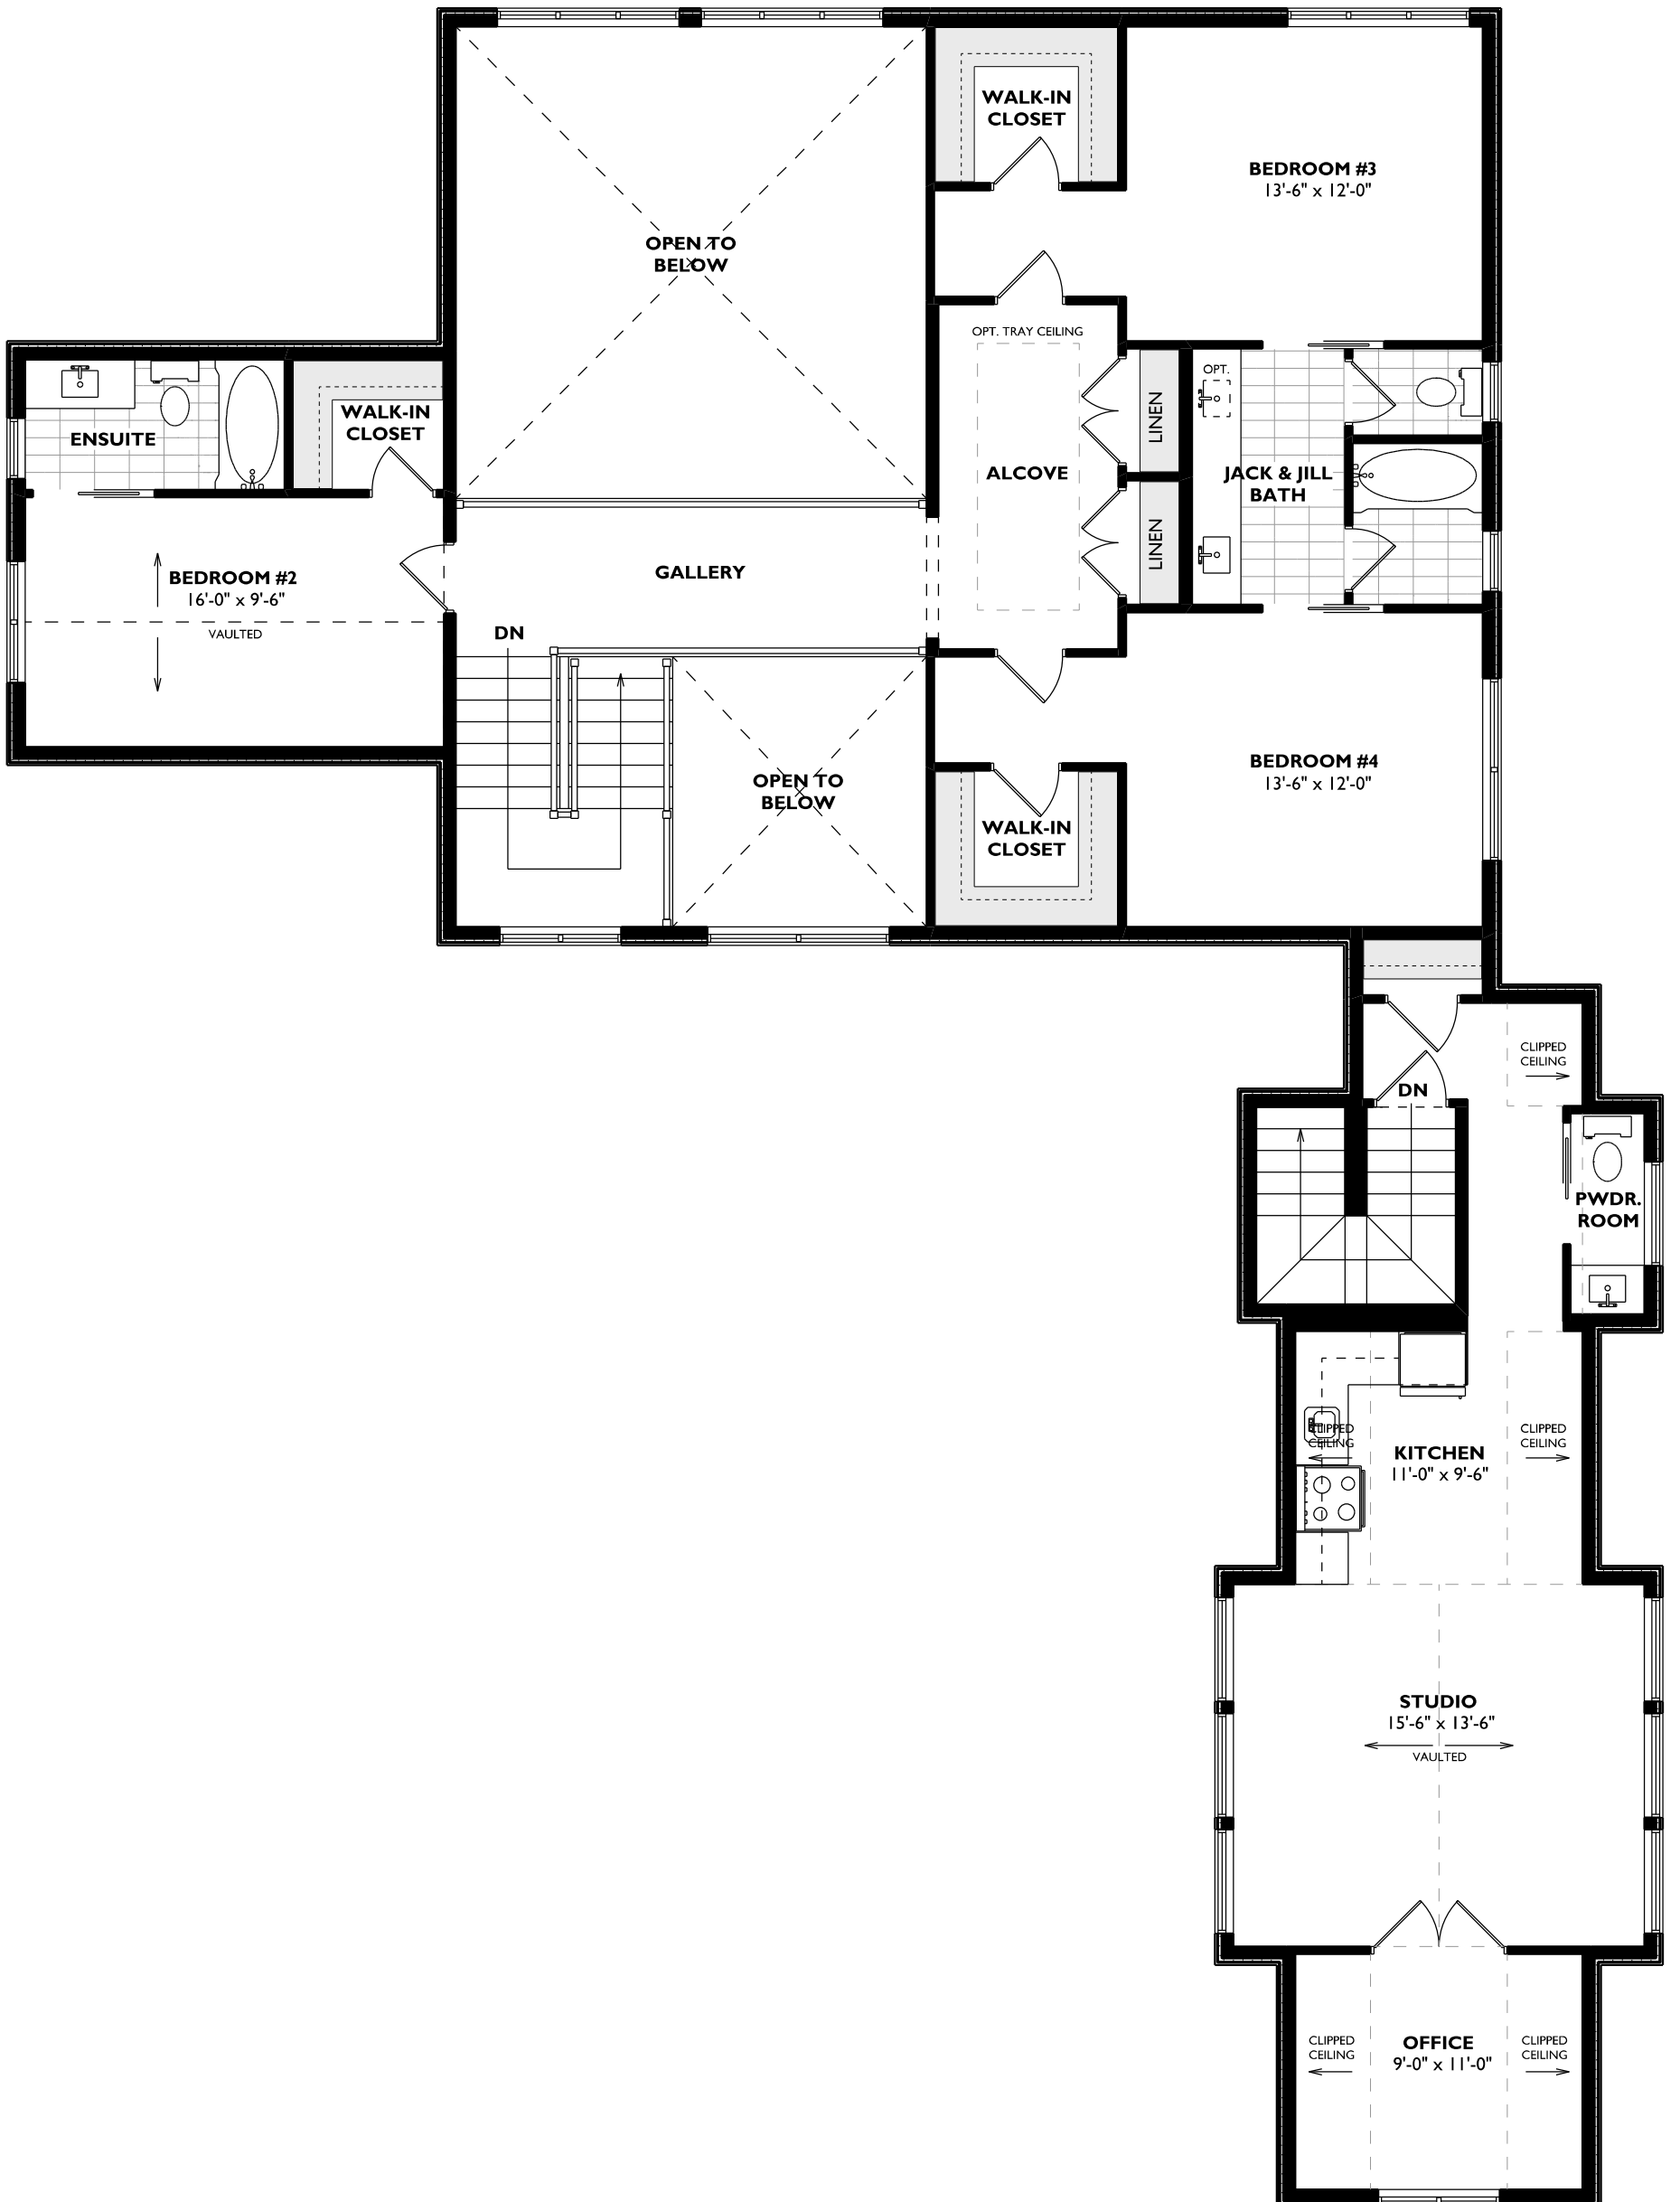 WALK-IN
CLOSET
BEDROOM #3
13'-6" x 12'-0"
OPEN TO
BELOW
OPT. TRAY CEILING
OPT.
WALK-IN
CLOSET
ENSUITE
LINEN
ALCOVE
JACK & JILL
BATH
LINEN
GALLERY
BEDROOM #2
16'-0" x 9'-6"
VAULTED
DN
OPEN TO
BELOW
BEDROOM #4
13'-6" x 12'-0"
WALK-IN
CLOSET
CLIPPED
CEILING
DN
PWDR.
ROOM
CLIPPED
CEILING
KITCHEN
11'-0" x 9'-6"
CLIPPED
CEILING
STUDIO
15'-6" x 13'-6"
VAULTED
CLIPPED
CEILING
OFFICE
9'-0" x 11'-0"
CLIPPED
CEILING